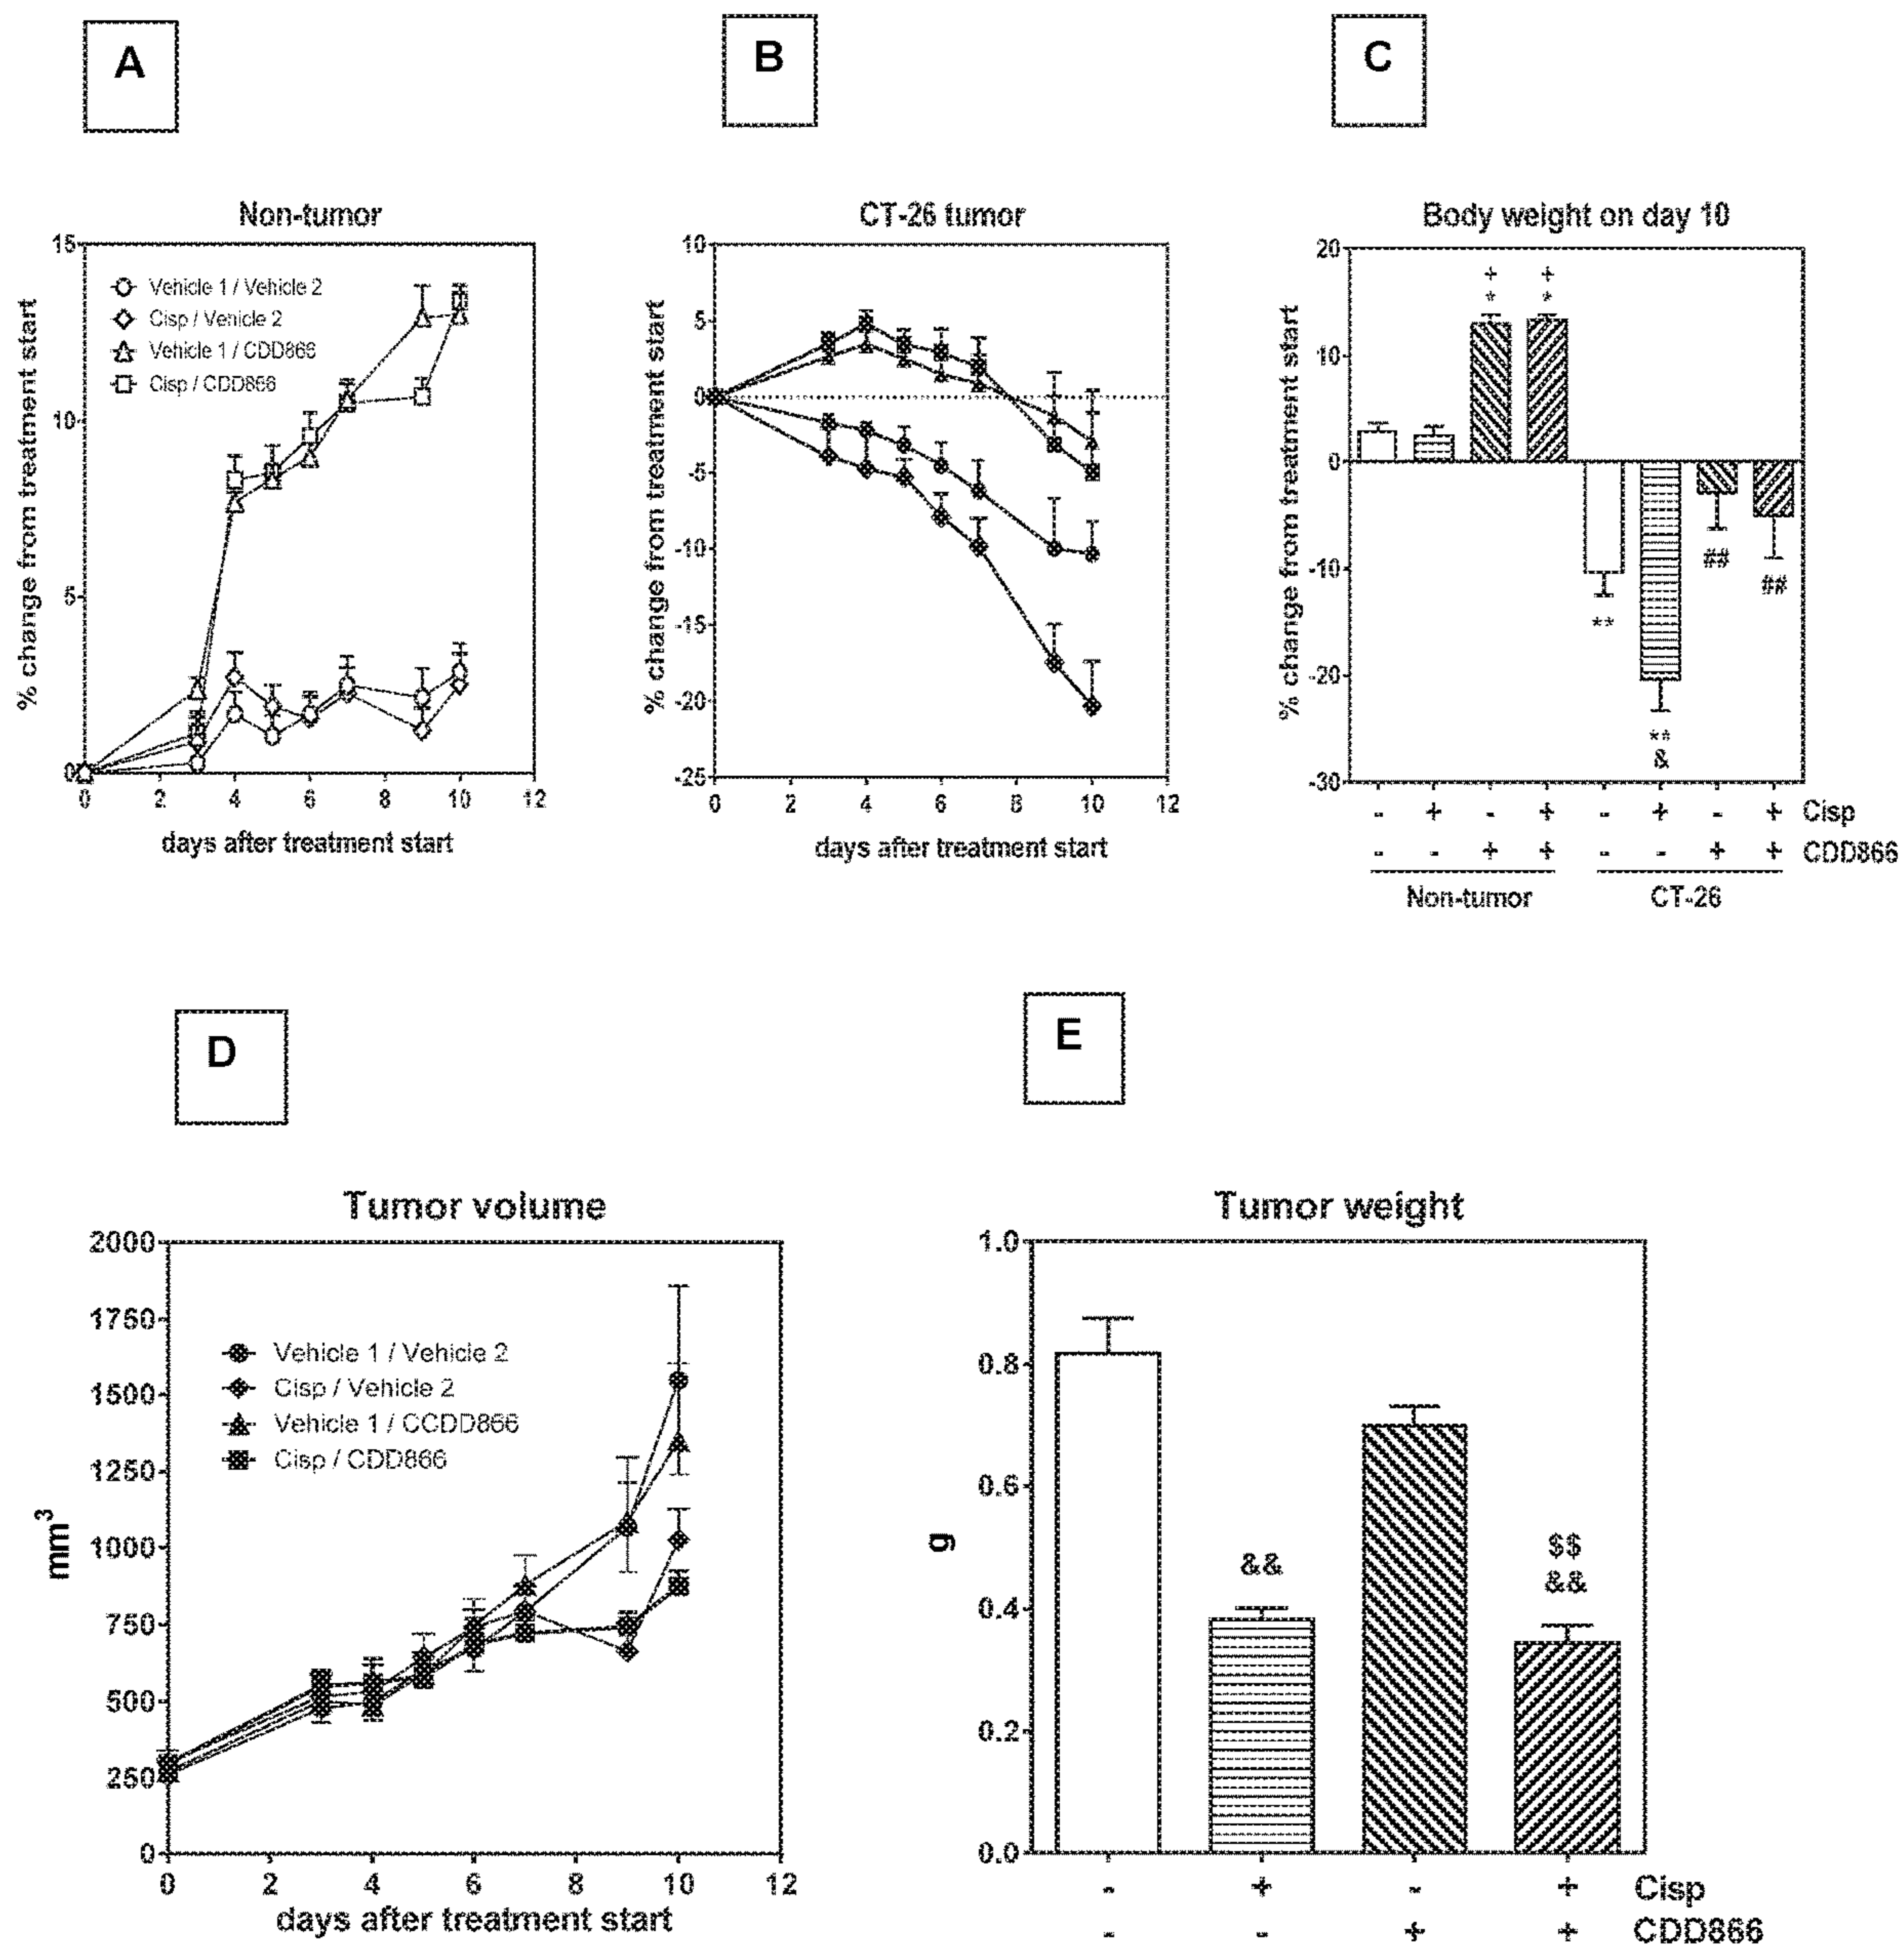 A
B
C
Non-tumor
% change from treatment start
15
10
5
0
Vehicle 1 / Vehicle 2
Cisp / Vehicle 2
Vehicle 1 / CDD866
Cisp / CDD866
0 2 4 6 8 10 12
days after treatment start
CT-26 tumor
% change from treatment start
10
5
0
-5
-10
-15
-20
-25
0 2 4 6 8 10 12
days after treatment start
Body weight on day 10
% change from treatment start
20
10
0
-10
-20
-30
+ +
* *
**
**
&
##
##
- + - + - + - + Cisp
- - + + - - + + CDD866
Non-tumor CT-26
D
E
Tumor volume
mm³
2000
1750
1500
1250
1000
750
500
250
0
Vehicle 1 / Vehicle 2
Cisp / Vehicle 2
Vehicle 1 / CCDD866
Cisp / CDD866
0 2 4 6 8 10 12
days after treatment start
Tumor weight
g
1.0
0.8
0.6
0.4
0.2
0.0
&&
$$
&&
- + - + Cisp
- - + + CDD866